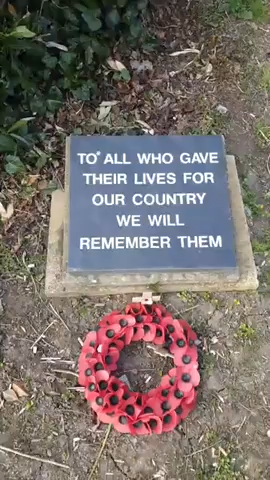 TO ALL WHO GAVE
THEIR LIVES FOR
OUR COUNTRY
WE WILL
REMEMBER THEM